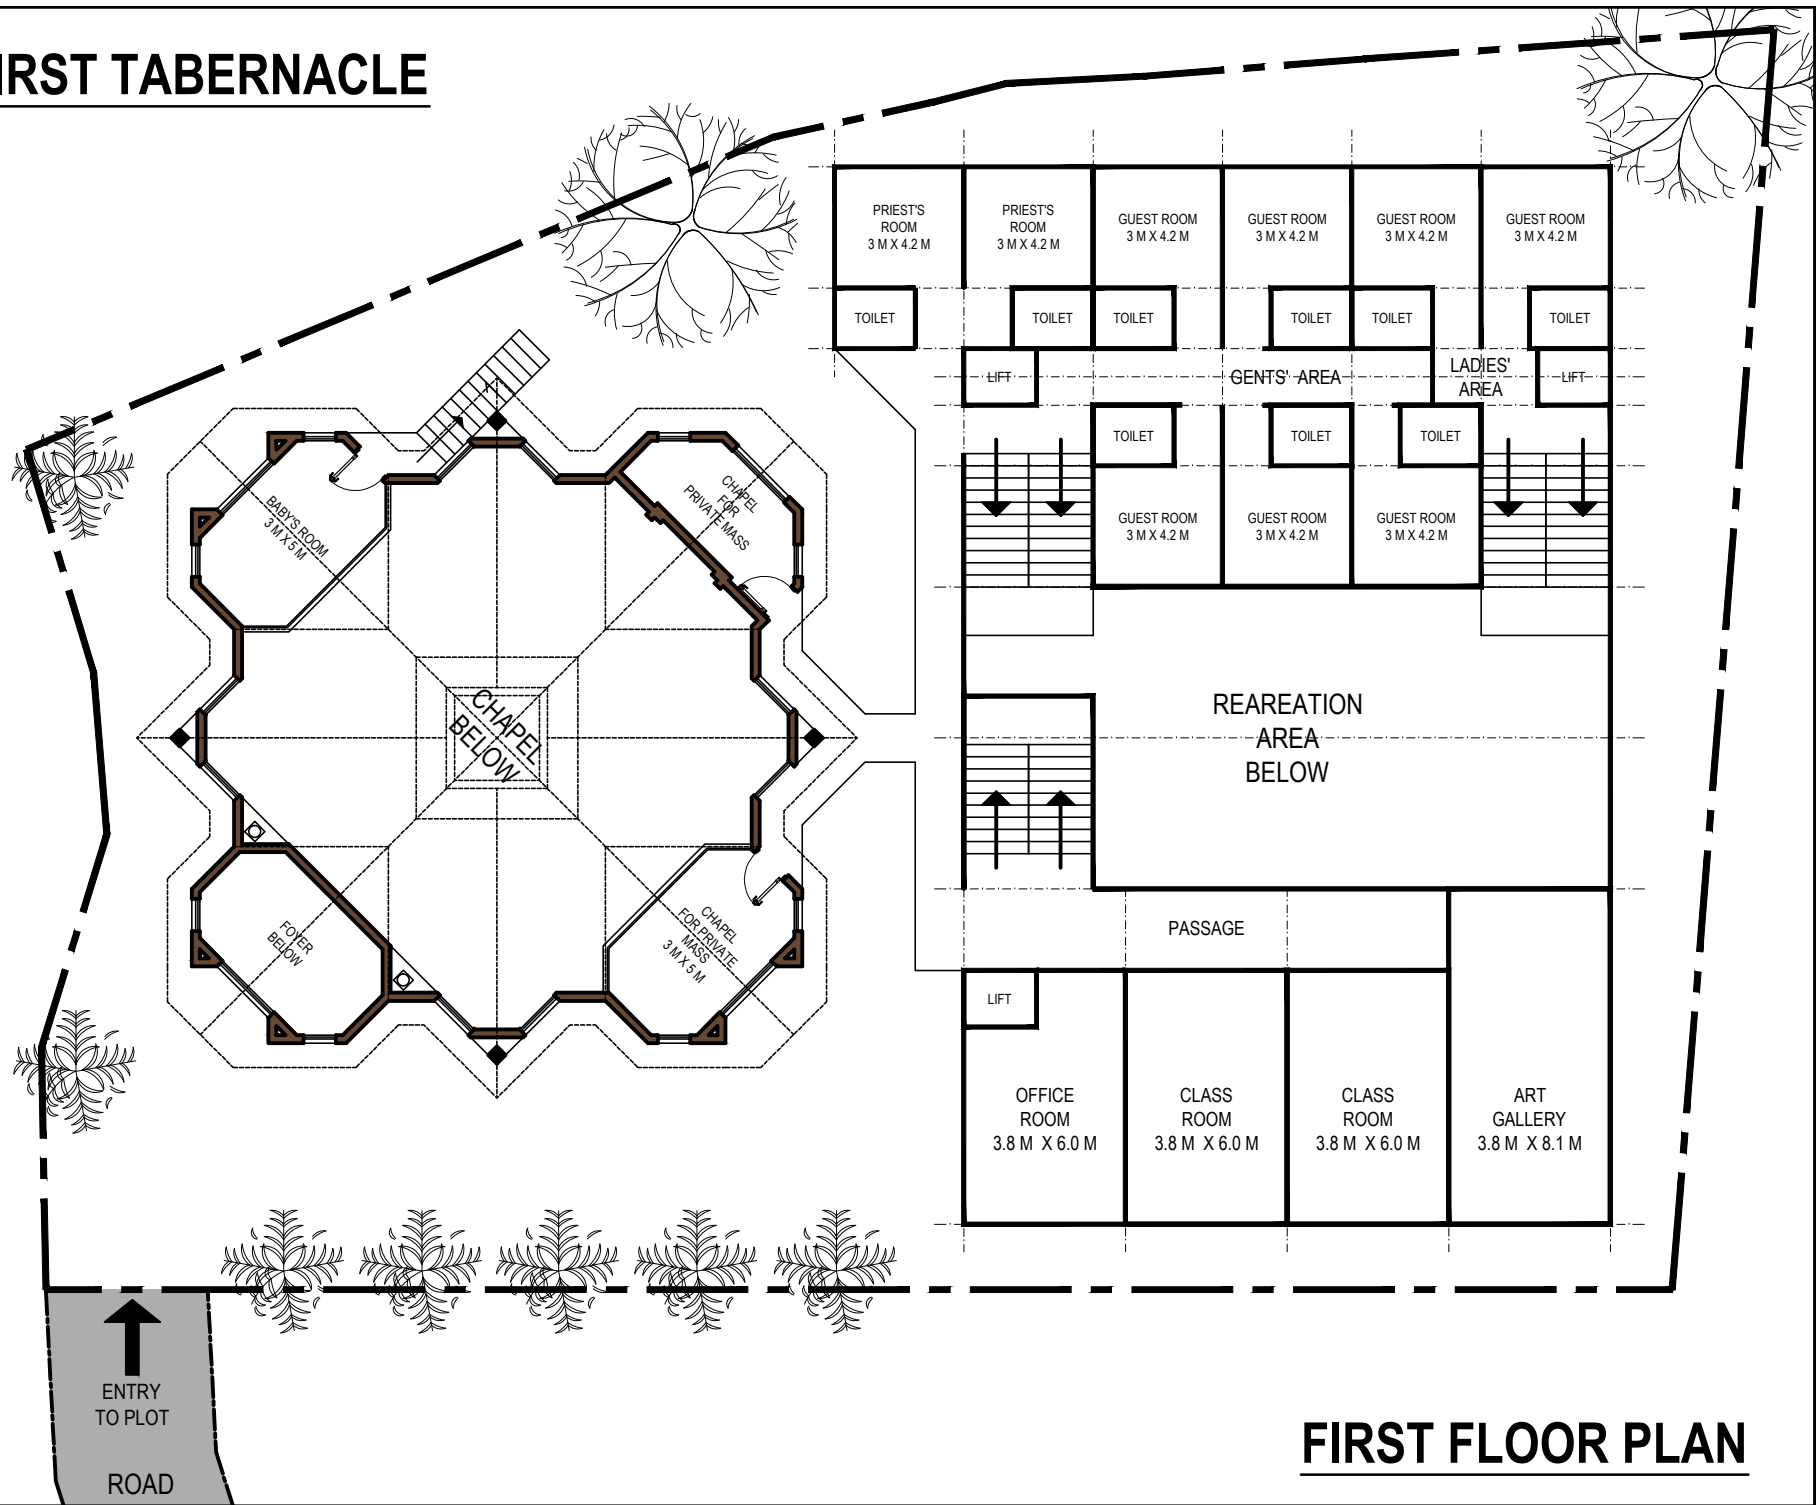 IRST TABERNACLE
PRIEST'S
ROOM
3 M X 4.2 M
PRIEST'S
ROOM
3 M X 4.2 M
GUEST ROOM
3 M X 4.2 M
GUEST ROOM
3 M X 4.2 M
GUEST ROOM
3 M X 4.2 M
GUEST ROOM
3 M X 4.2 M
TOILET
TOILET
TOILET
TOILET
TOILET
TOILET
LIFT
GENTS' AREA
LADIES'
AREA
LIFT
TOILET
TOILET
TOILET
GUEST ROOM
3 M X 4.2 M
GUEST ROOM
3 M X 4.2 M
GUEST ROOM
3 M X 4.2 M
BABY'S ROOM
3 M X 5 M
CHAPEL
FOR
PRIVATE MASS
CHAPEL
BELOW
REAREATION
AREA
BELOW
FOYER
BELOW
CHAPEL
FOR PRIVATE
MASS
3 M X 5 M
PASSAGE
LIFT
OFFICE
ROOM
3.8 M X 6.0 M
CLASS
ROOM
3.8 M X 6.0 M
CLASS
ROOM
3.8 M X 6.0 M
ART
GALLERY
3.8 M X 8.1 M
ENTRY
TO PLOT
ROAD
FIRST FLOOR PLAN